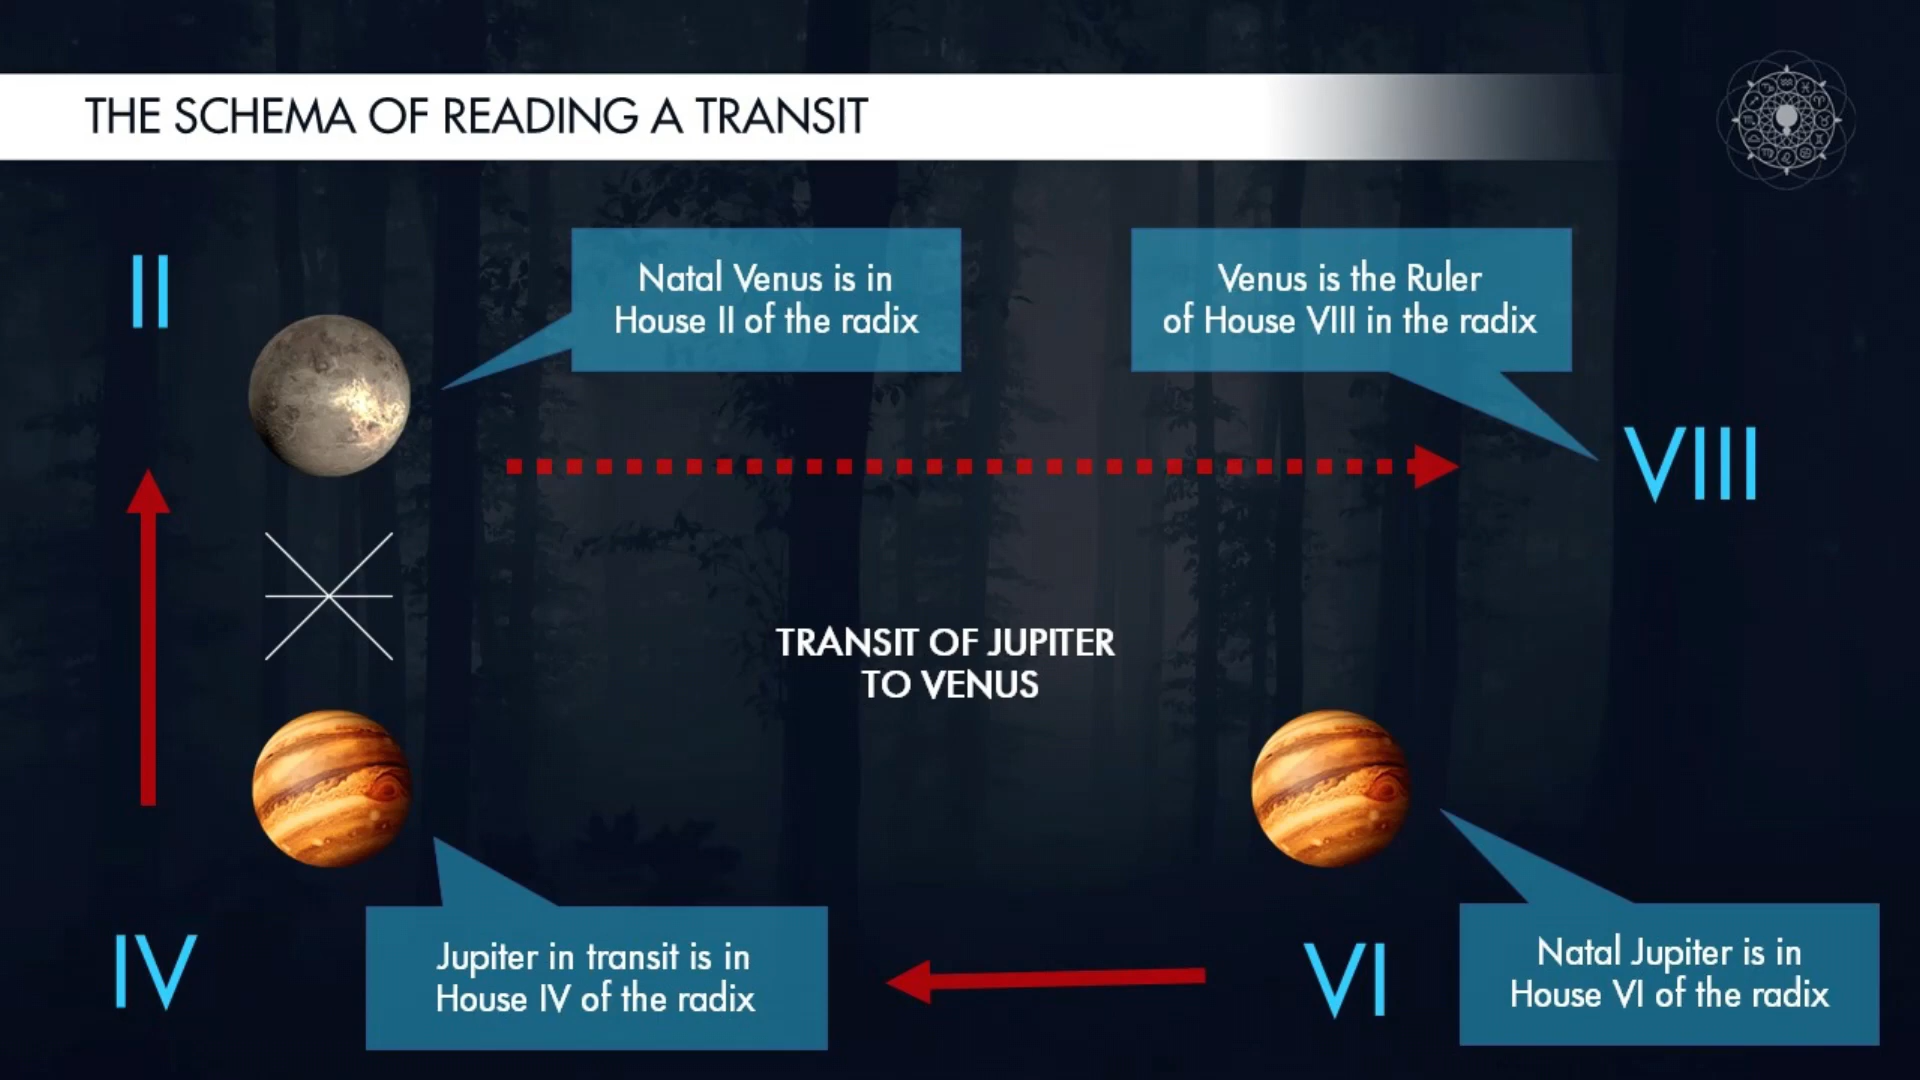 THE SCHEMA OF READING A TRANSIT
II
Natal Venus is in
House II of the radix
Venus is the Ruler
of House VIII in the radix
VIII
TRANSIT OF JUPITER
TO VENUS
IV
Jupiter in transit is in
House IV of the radix
VI
Natal Jupiter is in
House VI of the radix